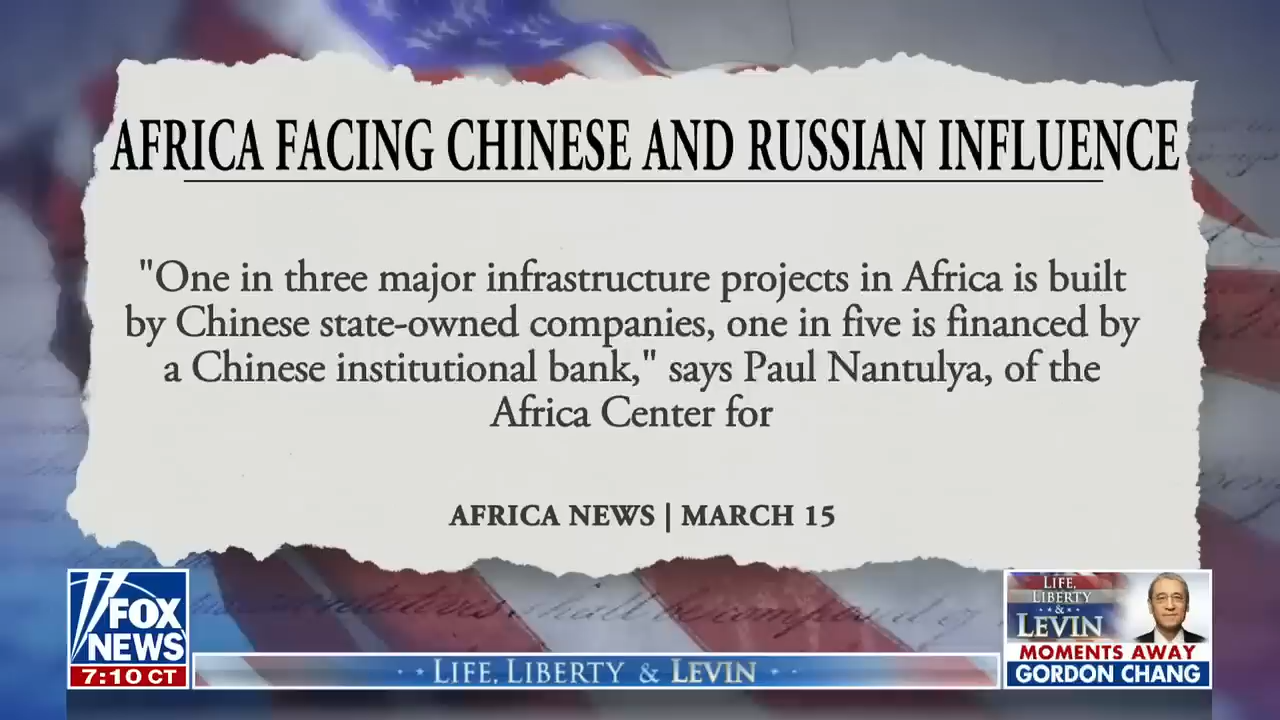 AFRICA FACING CHINESE AND RUSSIAN INFLUENCE
"One in three major infrastructure projects in Africa is built
by Chinese state-owned companies, one in five is financed by
a Chinese institutional bank," says Paul Nantulya, of the
Africa Center for
AFRICA NEWS | MARCH 15
FOX
NEWS
7:10 CT
LIFE, LIBERTY & LEVIN
LIFE,
LIBERTY
&
LEVIN
MOMENTS AWAY
GORDON CHANG